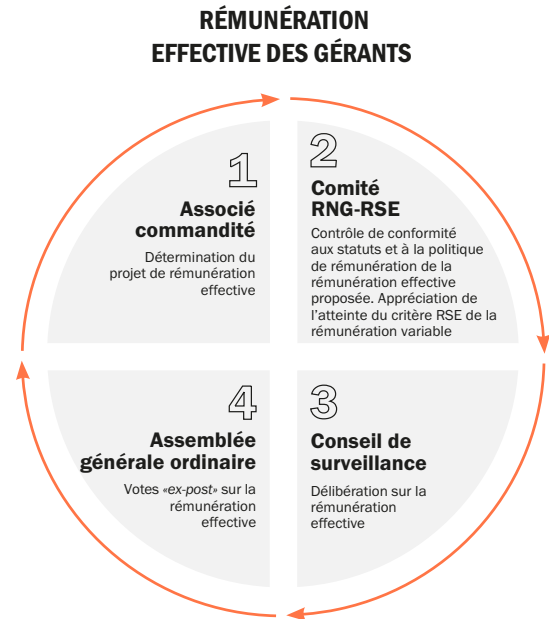 RÉMUNÉRATION
EFFECTIVE DES GÉRANTS
1
Associé
commandité
Détermination du
projet de rémunération
effective
2
Comité
RNG-RSE
Contrôle de conformité
aux statuts et à la politique
de rémunération de la
rémunération effective
proposée. Appréciation de
l’atteinte du critère RSE de la
rémunération variable
3
Conseil de
surveillance
Délibération sur la
rémunération
effective
4
Assemblée
générale ordinaire
Votes «ex-post» sur la
rémunération
effective